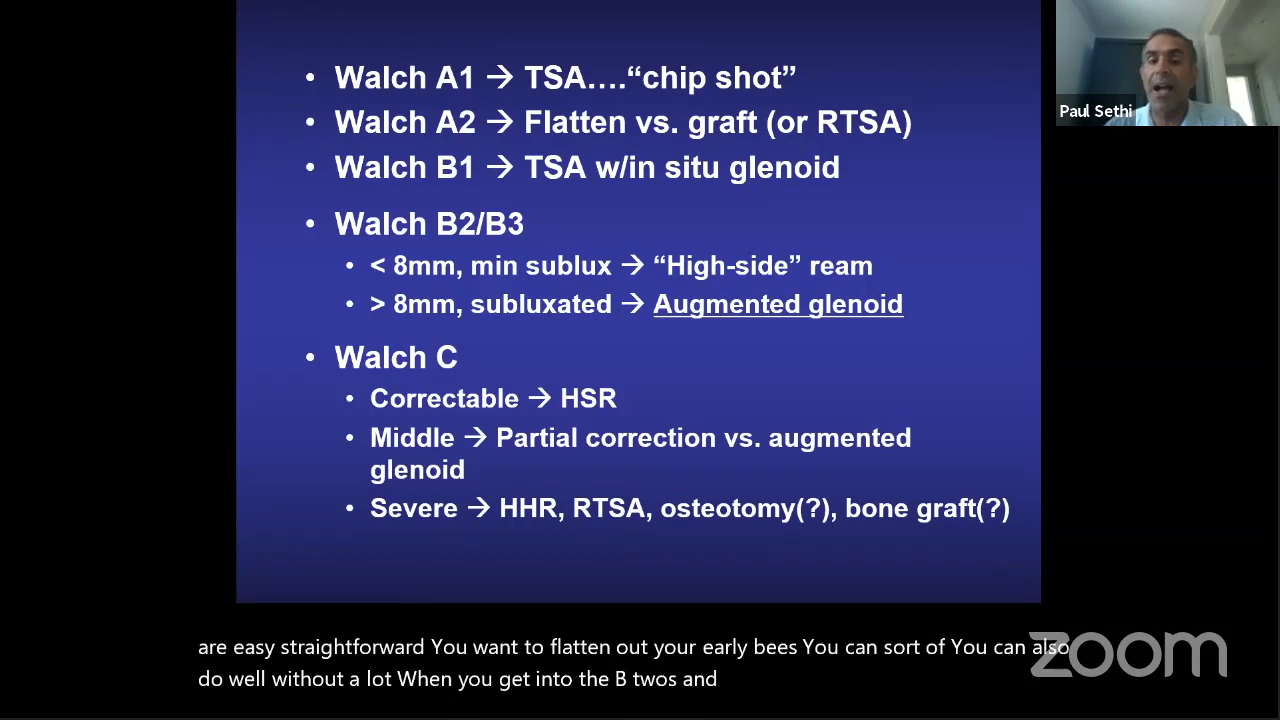 • Walch A1 → TSA....“chip shot”
• Walch A2 → Flatten vs. graft (or RTSA)
• Walch B1 → TSA w/in situ glenoid
• Walch B2/B3
• < 8mm, min sublux → “High-side” ream
• > 8mm, subluxated → Augmented glenoid
• Walch C
• Correctable → HSR
• Middle → Partial correction vs. augmented
glenoid
• Severe → HHR, RTSA, osteotomy(?), bone graft(?)
Paul Sethi
are easy straightforward You want to flatten out your early bees You can sort of You can also
do well without a lot When you get into the B twos and
zoom